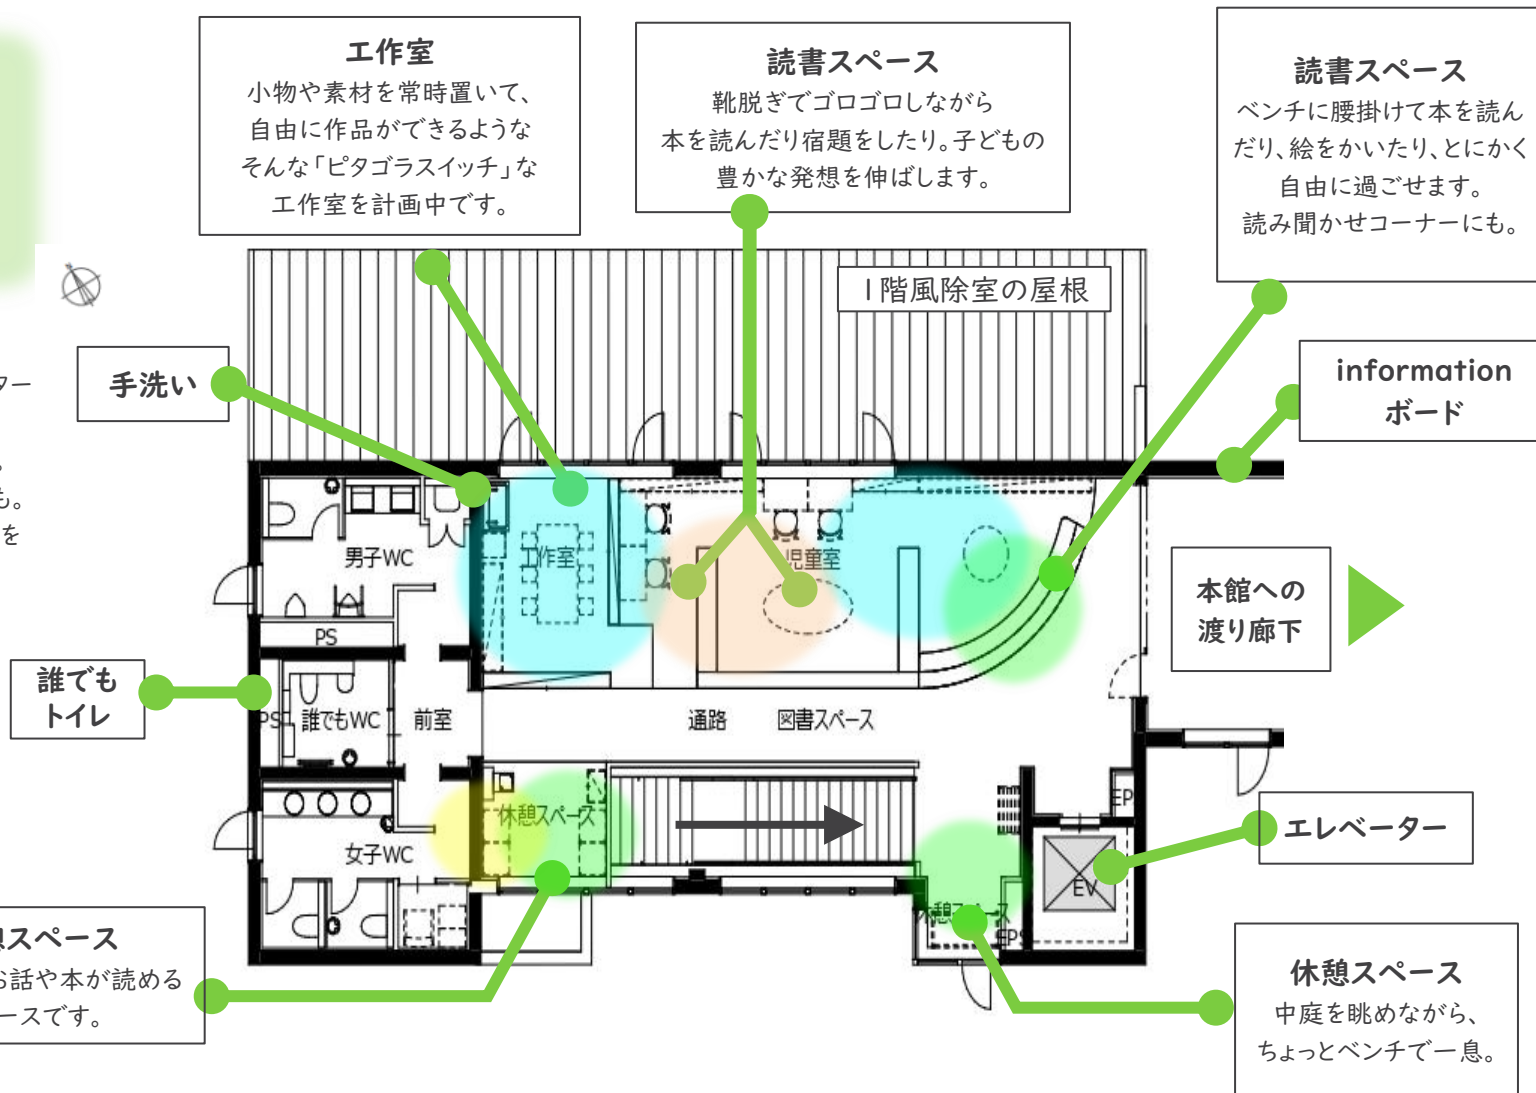 工作室
小物や素材を常時置いて、
自由に作品ができるような
そんな「ピタゴラスイッチ」な
工作室を計画中です。
読書スペース
靴脱ぎでゴロゴロしながら
本を読んだり宿題をしたり。子どもの
豊かな発想を伸ばします。
読書スペース
ベンチに腰掛けて本を読ん
だり、絵をかいたり、とにかく
自由に過ごせます。
読み聞かせコーナーにも。
1階風除室の屋根
手洗い
information
ボード
ター
。
も。
を
工作室
児童室
男子WC
PS
本館への
渡り廊下
誰でも
トイレ
PS
誰でもWC
前室
通路
図書スペース
休憩スペース
女子WC
EP
エレベーター
EV
休憩スペース
EPS
憩スペース
お話や本が読める
ースです。
休憩スペース
中庭を眺めながら、
ちょっとベンチで一息。